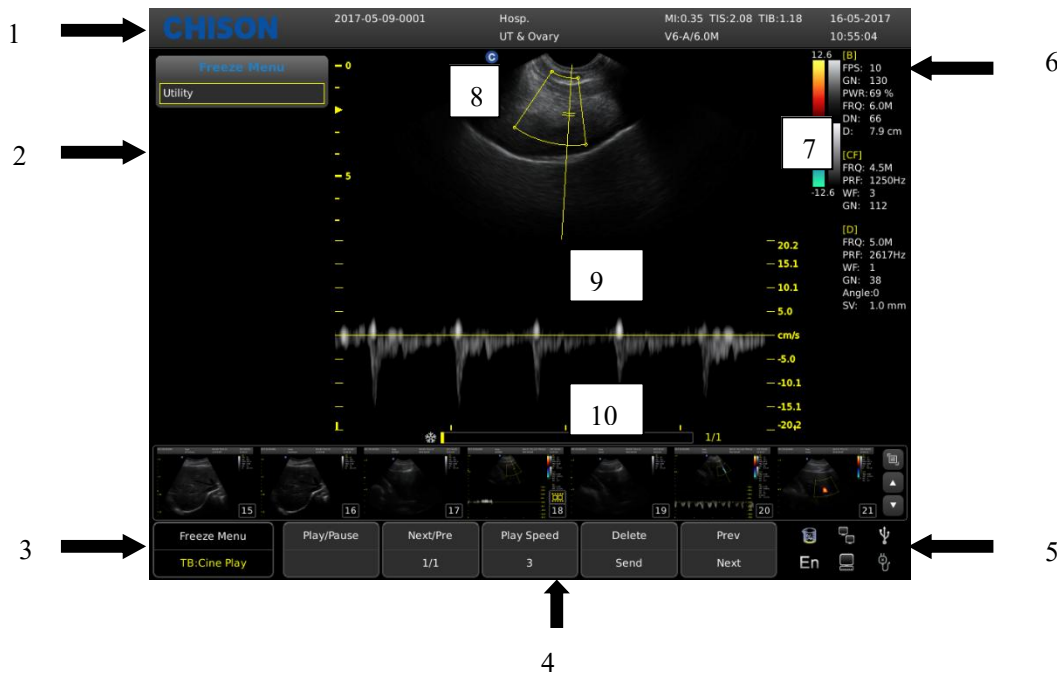 CHISON
2017-05-09-0001 Hosp. MI:0.35 TIS:2.08 TIB:1.18 16-05-2017
UT & Ovary V6-A/6.0M 10:55:04
1
Freeze Menu
Utility
2
0
5
C
8
12.6
-12.6
7
[B]
FPS: 10
GN: 130
PWR: 69 %
FRQ: 6.0M
DN: 66
D: 7.9 cm
[CF]
FRQ: 4.5M
PRF: 1250Hz
WF: 3
GN: 112
[D]
FRQ: 5.0M
PRF: 2617Hz
WF: 1
GN: 38
Angle:0
SV: 1.0 mm
6
9
20.2
15.1
10.1
5.0
cm/s
-5.0
-10.1
-15.1
-20.2
10
1/1
15 16 17 18 19 20 21
3
Freeze Menu Play/Pause Next/Pre Play Speed Delete Prev
TB:Cine Play 1/1 3 Send Next En
5
4